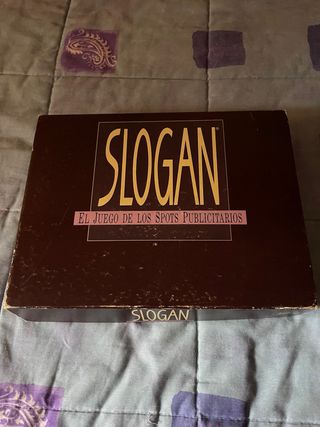 SLOGAN®
EL JUEGO DE LOS SPOTS PUBLICITARIOS
SLOGAN